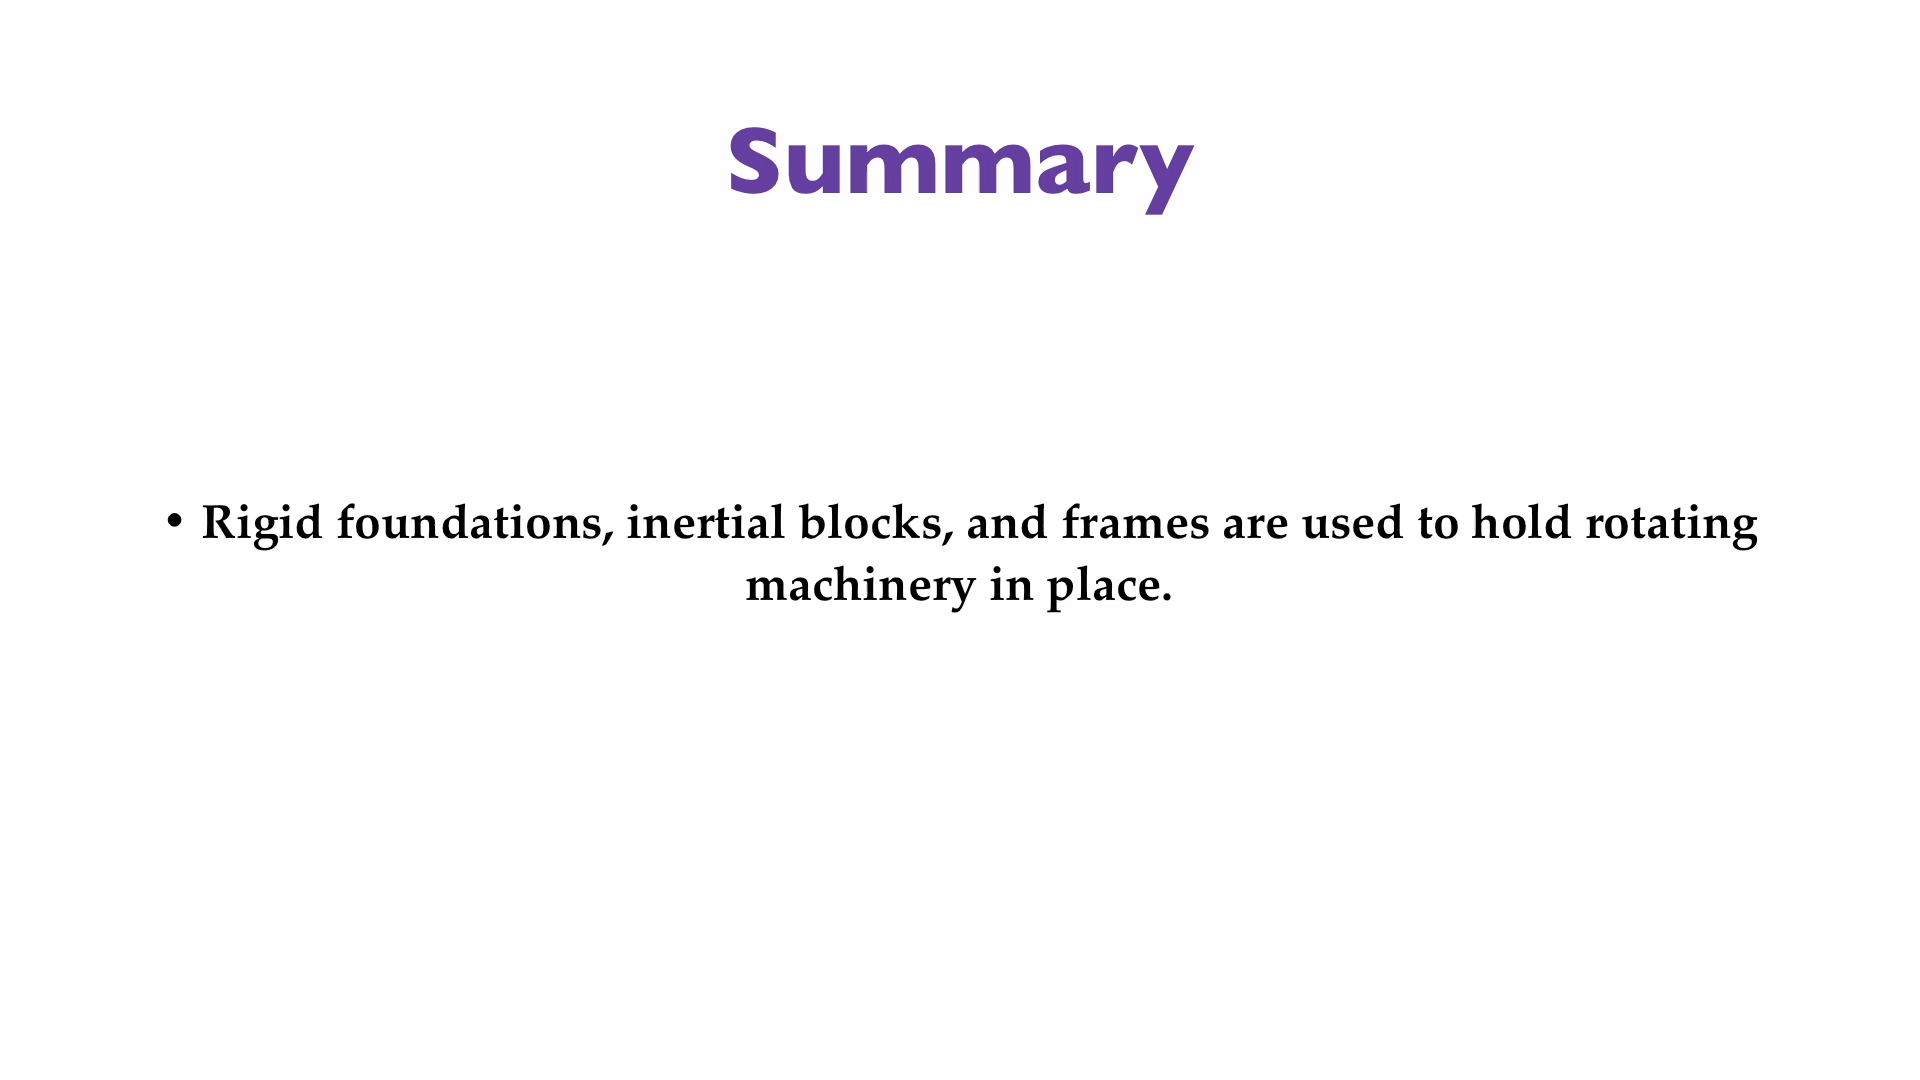 Summary
• Rigid foundations, inertial blocks, and frames are used to hold rotating
machinery in place.